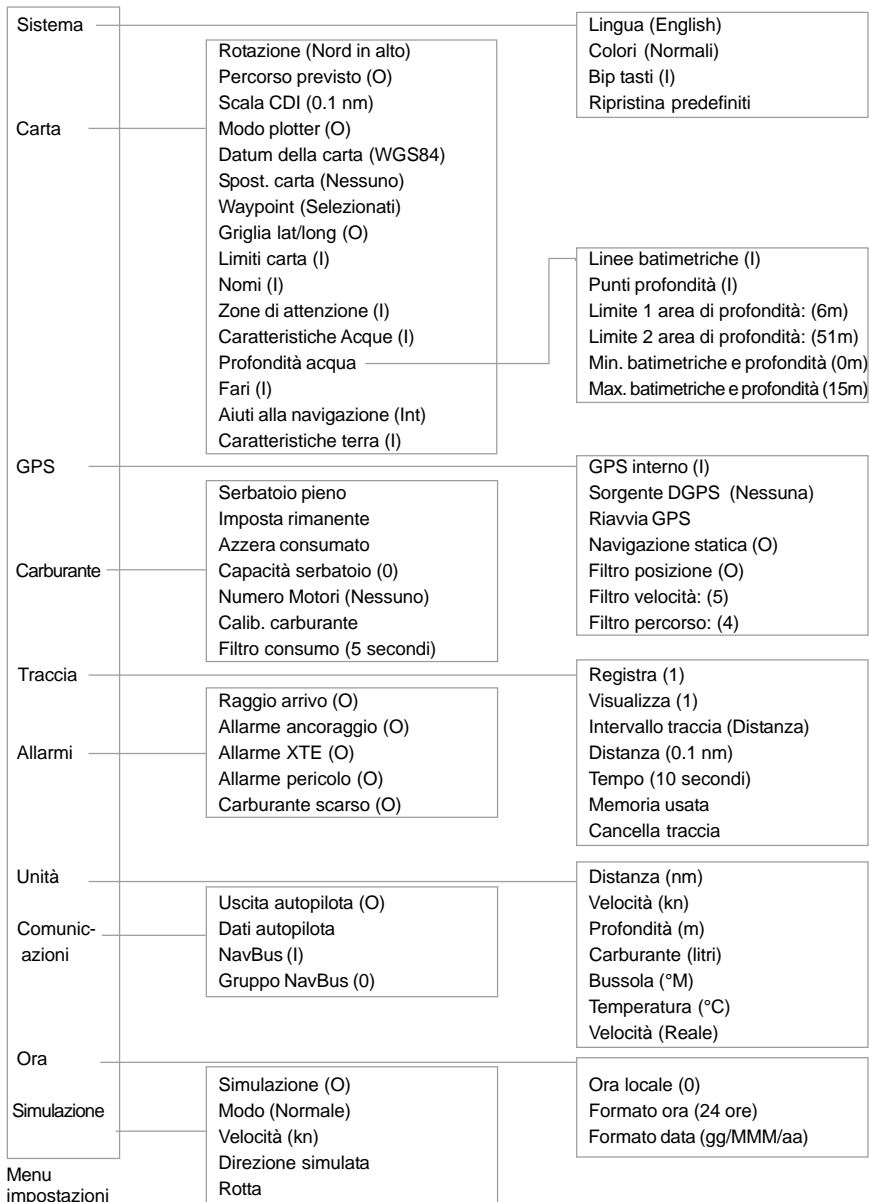 Sistema
Lingua (English)
Colori (Normali)
Bip tasti (I)
Ripristina predefiniti
Carta
Rotazione (Nord in alto)
Percorso previsto (O)
Scala CDI (0.1 nm)
Modo plotter (O)
Datum della carta (WGS84)
Spost. carta (Nessuno)
Waypoint (Selezionati)
Griglia lat/long (O)
Limiti carta (I)
Nomi (I)
Zone di attenzione (I)
Caratteristiche Acque (I)
Profondità acqua
Fari (I)
Aiuti alla navigazione (Int)
Caratteristiche terra (I)
Linee batimetriche (I)
Punti profondità (I)
Limite 1 area di profondità: (6m)
Limite 2 area di profondità: (51m)
Min. batimetriche e profondità (0m)
Max. batimetriche e profondità (15m)
GPS
GPS interno (I)
Sorgente DGPS (Nessuna)
Riavvia GPS
Navigazione statica (O)
Filtro posizione (O)
Filtro velocità: (5)
Filtro percorso: (4)
Carburante
Serbatoio pieno
Imposta rimanente
Azzera consumato
Capacità serbatoio (0)
Numero Motori (Nessuno)
Calib. carburante
Filtro consumo (5 secondi)
Traccia
Registra (1)
Visualizza (1)
Intervallo traccia (Distanza)
Distanza (0.1 nm)
Tempo (10 secondi)
Memoria usata
Cancella traccia
Allarmi
Raggio arrivo (O)
Allarme ancoraggio (O)
Allarme XTE (O)
Allarme pericolo (O)
Carburante scarso (O)
Unità
Distanza (nm)
Velocità (kn)
Profondità (m)
Carburante (litri)
Bussola (°M)
Temperatura (°C)
Velocità (Reale)
Comunic-
azioni
Uscita autopilota (O)
Dati autopilota
NavBus (I)
Gruppo NavBus (0)
Ora
Ora locale (0)
Formato ora (24 ore)
Formato data (gg/MMM/aa)
Simulazione
Simulazione (O)
Modo (Normale)
Velocità (kn)
Direzione simulata
Rotta
Menu
impostazioni